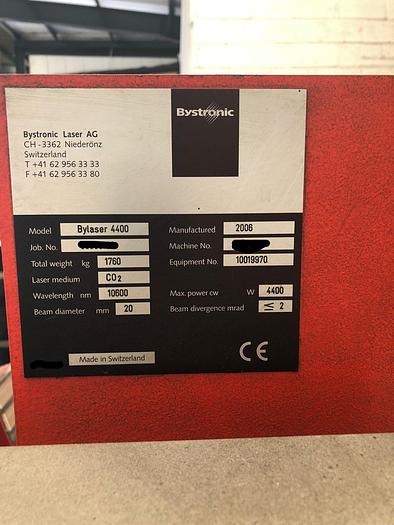 Bystronic
Bystronic Laser AG
CH-3362 Niederönz
Switzerland
T +41 62 956 33 33
F +41 62 956 33 80
Model Bylaser 4400 Manufactured 2006
Job. No. Machine No.
Total weight kg 1760 Equipment No. 10019970
Laser medium CO₂
Wavelength nm 10600 Max. power cw W 4400
Beam diameter mm 20 Beam divergence mrad ≤ 2
Made in Switzerland CE